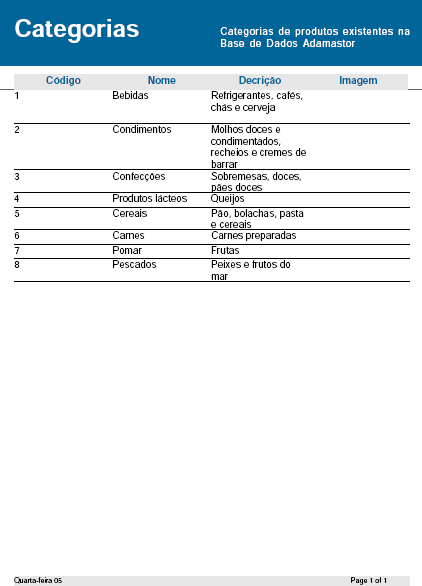 Categorias
Categorias de produtos existentes na
Base de Dados Adamastor
Código Nome Decrição Imagem
1 Bebidas Refrigerantes, cafés,
chás e cerveja
2 Condimentos Molhos doces e
condimentados,
recheios e cremes de
barrar
3 Confecções Sobremesas, doces,
pães doces
4 Produtos lácteos Queijos
5 Cereais Pão, bolachas, pasta
e cereais
6 Carnes Carnes preparadas
7 Pomar Frutas
8 Pescados Peixes e frutos do
mar
Quarta-feira 05 Page 1 of 1